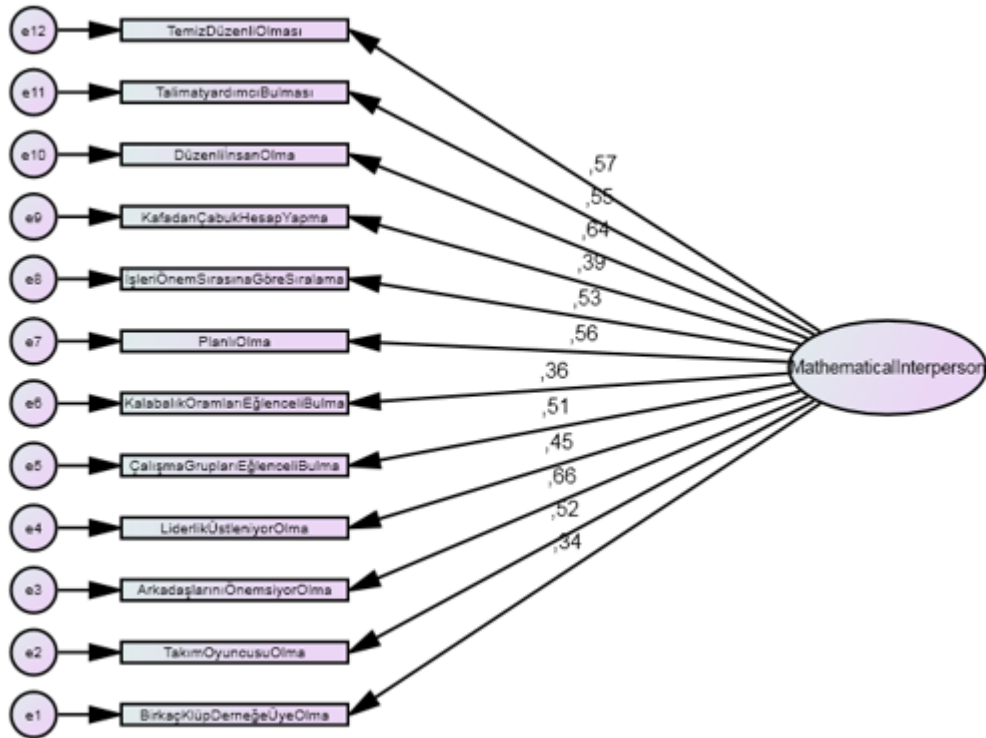 e12 TemizDüzenliOlması
e11 TalimatyardımcıBulması
e10 DüzenliİnsanOlma
,57
,55
,64
e9 KafadanÇabukHesapYapma
,39
e8 İşleriÖnemSırasınaGöreSıralama
,53
e7 PlanlıOlma
,56
MathematicalInterperson
,36
e6 KalabalıkOramlarıEğlenceliBulma
,51
,45
e5 ÇalışmaGruplarıEğlenceliBulma
,66
,52
e4 LiderlikÜstleniyorOlma
,34
e3 ArkadaşlarınıÖnemsiyorOlma
e2 TakımOyuncusuOlma
e1 BirkaçKlüpDerneğeÜyeOlma